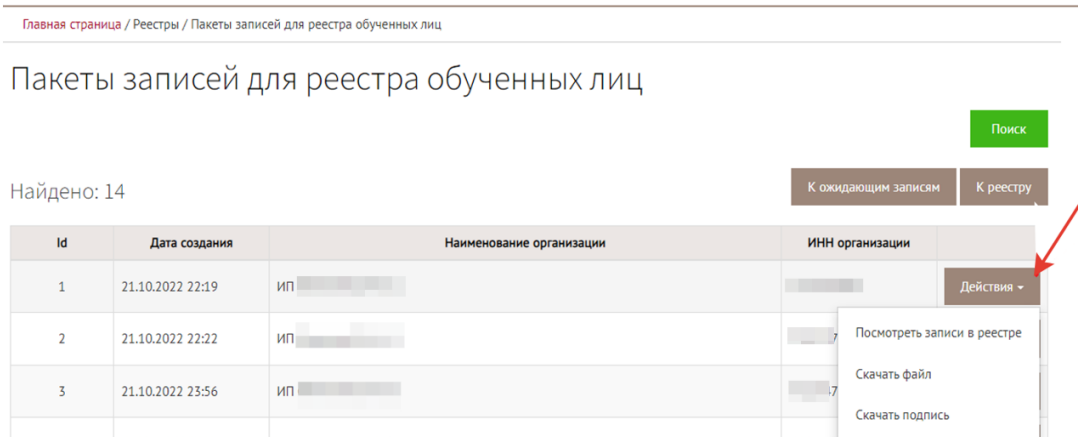 Главная страница / Реестры / Пакеты записей для реестра обученных лиц
Пакеты записей для реестра обученных лиц
Поиск
Найдено: 14
К ожидающим записям К реестру
Id Дата создания Наименование организации ИНН организации
1 21.10.2022 22:19 ИП Действия
2 21.10.2022 22:22 ИП 7
Посмотреть записи в реестре
Скачать файл
3 21.10.2022 23:56 ИП 47
Скачать подпись